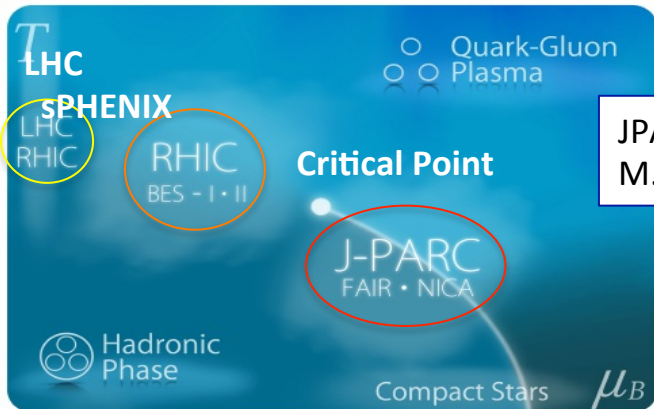 T
LHC
sPHENIX
LHC
RHIC
RHIC
BES - I • II
Quark-Gluon
Plasma
Critical Point
JPA
M.
J-PARC
FAIR • NICA
Hadronic
Phase
Compact Stars
μB